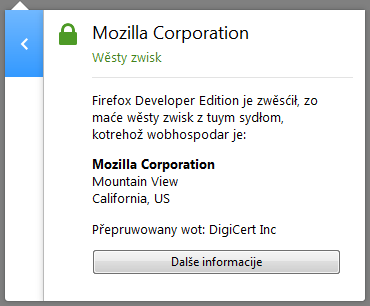 Mozilla Corporation
Wěsty zwisk
Firefox Developer Edition je zwěsćił, zo
maće wěsty zwisk z tuym sydłom,
kotrehož wobhospodar je:
Mozilla Corporation
Mountain View
California, US
Přepruwowany wot: DigiCert Inc
Dalše informacije